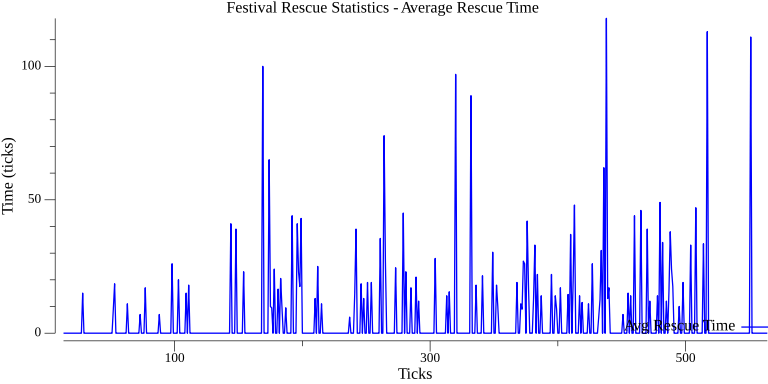 Festival Rescue Statistics - Average Rescue Time
Time (ticks)
100
50
0
Avg Rescue Time
100
300
500
Ticks